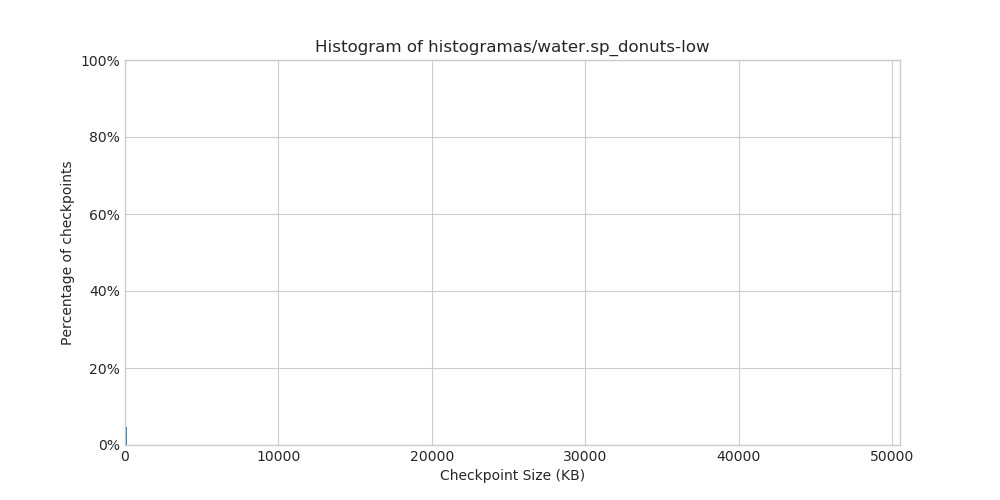 Histogram of histogramas/water.sp_donuts-low
100%
80%
60%
40%
20%
0%
Percentage of checkpoints
0 10000 20000 30000 40000 50000
Checkpoint Size (KB)